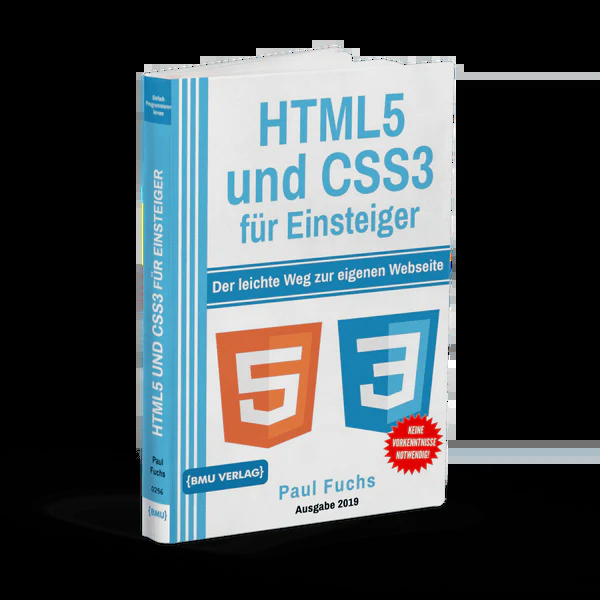 Einfach
Programmieren
lernen
HTML5 UND CSS3 FÜR EINSTEIGER
Paul
Fuchs
0296
{BMU}
HTML5
und CSS3
für Einsteiger
Der leichte Weg zur eigenen Webseite
5
3
KEINE
VORKENNTNISSE
NOTWENDIG!
{BMU VERLAG}
Paul Fuchs
Ausgabe 2019